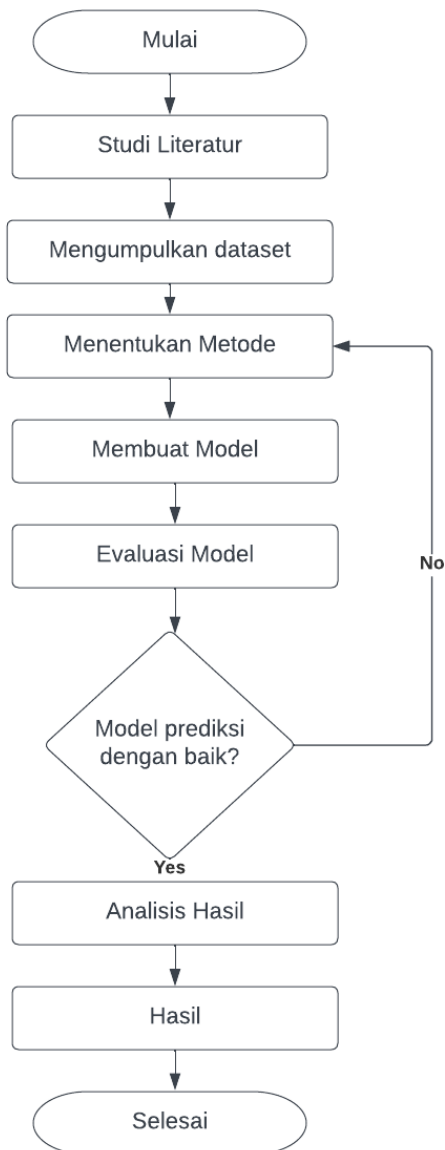 Mulai
Studi Literatur
Mengumpulkan dataset
Menentukan Metode
Membuat Model
Evaluasi Model
No
Model prediksi
dengan baik?
Yes
Analisis Hasil
Hasil
Selesai